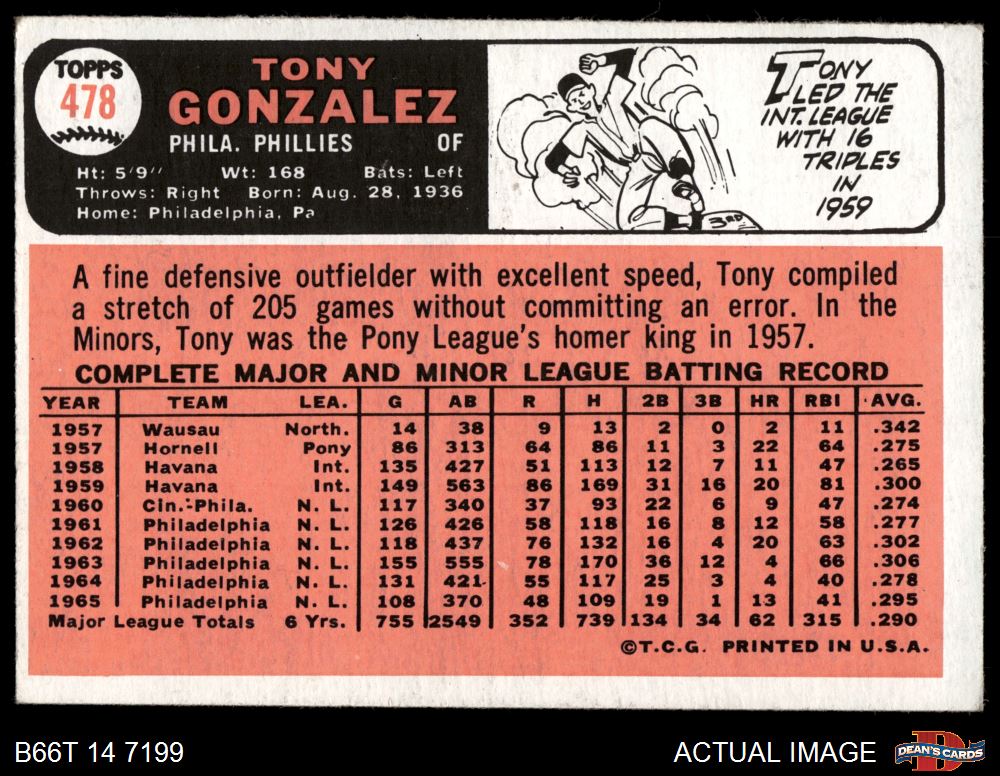 TOPPS
478
TONY
GONZALEZ
PHILA. PHILLIES OF
Ht: 5'9" Wt: 168 Bats: Left
Throws: Right Born: Aug. 28, 1936
Home: Philadelphia, Pa
TONY
LED THE
INT. LEAGUE
WITH 16
TRIPLES
IN
1959
3RD
A fine defensive outfielder with excellent speed, Tony compiled
a stretch of 205 games without committing an error. In the
Minors, Tony was the Pony League's homer king in 1957.
COMPLETE MAJOR AND MINOR LEAGUE BATTING RECORD
YEAR TEAM LEA. G AB R H 2B 3B HR RBI AVG.
1957 Wausau North. 14 38 9 13 2 0 2 11 .342
1957 Hornell Pony 86 313 64 86 11 3 22 64 .275
1958 Havana Int. 135 427 51 113 12 7 11 47 .265
1959 Havana Int. 149 563 86 169 31 16 20 81 .300
1960 Cin.-Phila. N. L. 117 340 37 93 22 6 9 47 .274
1961 Philadelphia N. L. 126 426 58 118 16 8 12 58 .277
1962 Philadelphia N. L. 118 437 76 132 16 4 20 63 .302
1963 Philadelphia N. L. 155 555 78 170 36 12 4 66 .306
1964 Philadelphia N. L. 131 421 55 117 25 3 4 40 .278
1965 Philadelphia N. L. 108 370 48 109 19 1 13 41 .295
Major League Totals 6 Yrs. 755 2549 352 739 134 34 62 315 .290
©T.C.G. PRINTED IN U.S.A.
B66T 14 7199
ACTUAL IMAGE
DEAN'S CARDS